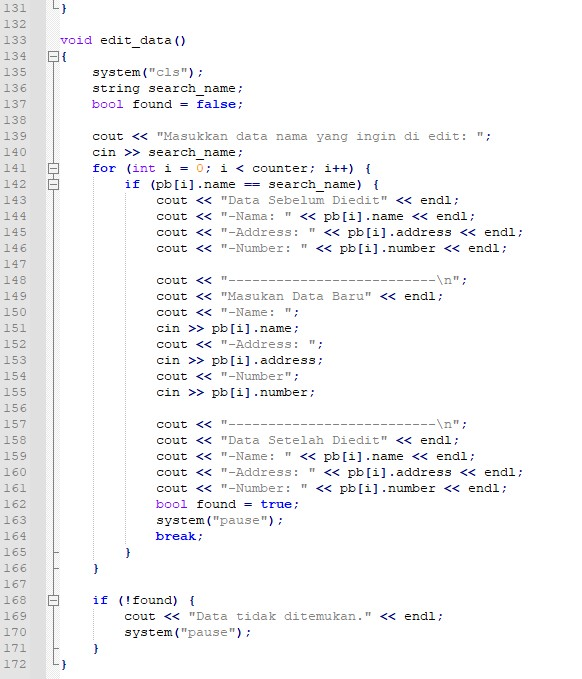 131 }
132
133 void edit_data()
134 {
135     system("cls");
136     string search_name;
137     bool found = false;
138
139     cout << "Masukkan data nama yang ingin di edit: ";
140     cin >> search_name;
141     for (int i = 0; i < counter; i++) {
142         if (pb[i].name == search_name) {
143             cout << "Data Sebelum Diedit" << endl;
144             cout << "-Nama: " << pb[i].name << endl;
145             cout << "-Address: " << pb[i].address << endl;
146             cout << "-Number: " << pb[i].number << endl;
147
148             cout << "--------------------------\n";
149             cout << "Masukan Data Baru" << endl;
150             cout << "-Name: ";
151             cin >> pb[i].name;
152             cout << "-Address: ";
153             cin >> pb[i].address;
154             cout << "-Number";
155             cin >> pb[i].number;
156
157             cout << "--------------------------\n";
158             cout << "Data Setelah Diedit" << endl;
159             cout << "-Name: " << pb[i].name << endl;
160             cout << "-Address: " << pb[i].address << endl;
161             cout << "-Number: " << pb[i].number << endl;
162             bool found = true;
163             system("pause");
164             break;
165         }
166     }
167
168     if (!found) {
169         cout << "Data tidak ditemukan." << endl;
170         system("pause");
171     }
172 }